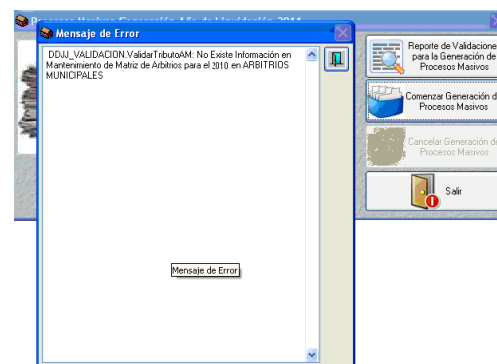 Procesos Masivos Generación Año de Liquidación 2011
Mensaje de Error
DDJJ_VALIDACION.ValidarTributoAM: No Existe Información en
Mantenimiento de Matriz de Arbitrios para el 2010 en ARBITRIOS
MUNICIPALES
Mensaje de Error
Reporte de Validacione
para la Generación de
Procesos Masivos
Comenzar Generación d
Procesos Masivos
Cancelar Generación de
Procesos Masivos
Salir